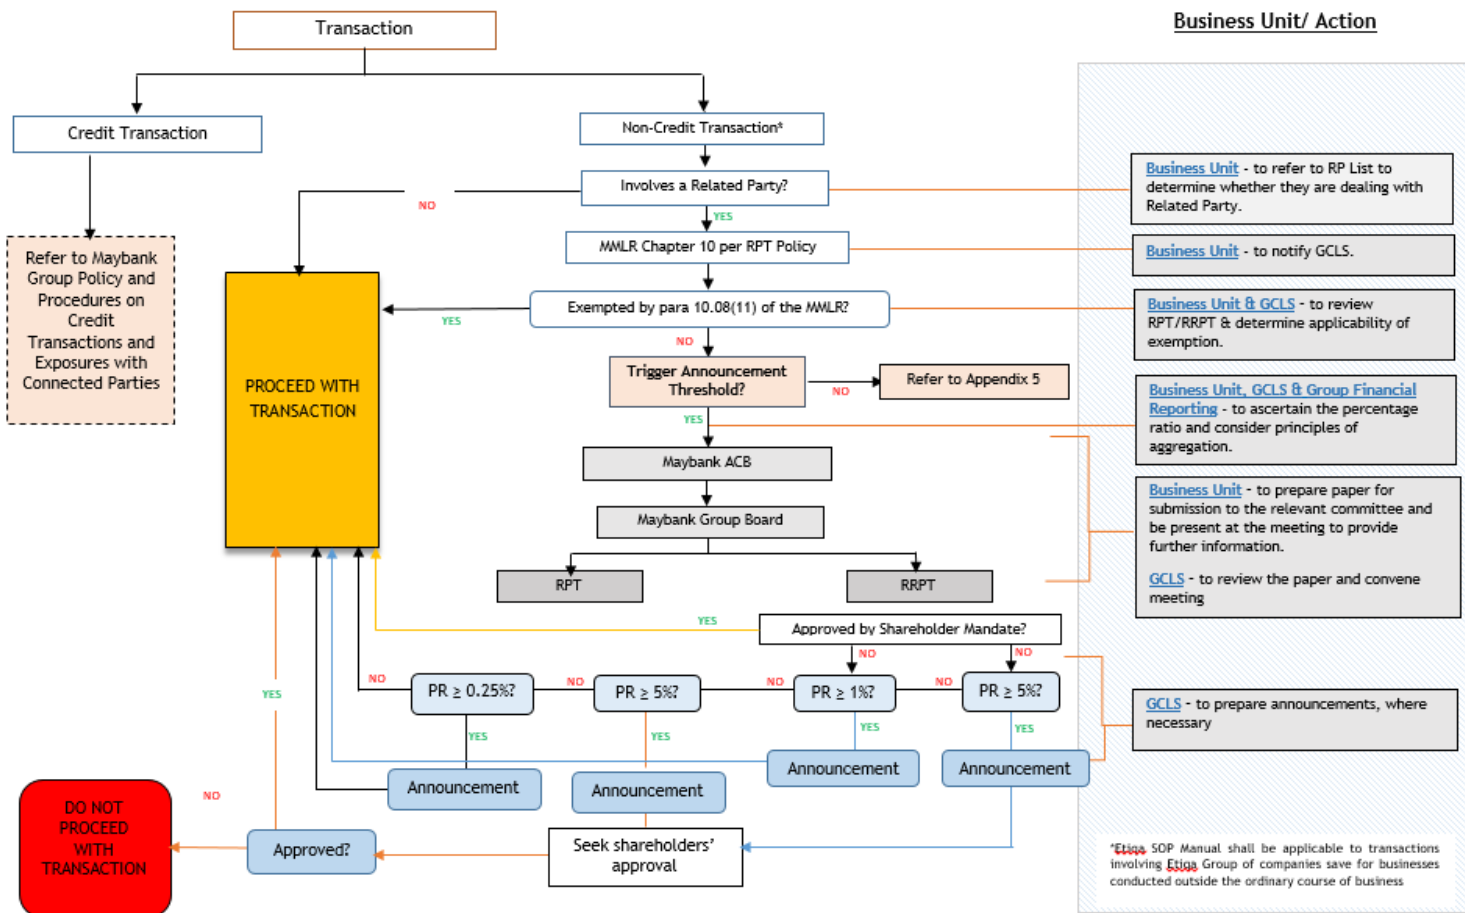 Transaction
Business Unit/ Action
Credit Transaction
Non-Credit Transaction*
Involves a Related Party?
NO
YES
Business Unit - to refer to RP List to
determine whether they are dealing with
Related Party.
MMLR Chapter 10 per RPT Policy
Business Unit - to notify GCLS.
Refer to Maybank
Group Policy and
Procedures on
Credit
Transactions and
Exposures with
Connected Parties
PROCEED WITH
TRANSACTION
Exempted by para 10.08(11) of the MMLR?
YES
NO
Business Unit & GCLS - to review
RPT/RRPT & determine applicability of
exemption.
Trigger Announcement
Threshold?
NO
Refer to Appendix 5
YES
Business Unit, GCLS & Group Financial
Reporting - to ascertain the percentage
ratio and consider principles of
aggregation.
Maybank ACB
Maybank Group Board
Business Unit - to prepare paper for
submission to the relevant committee and
be present at the meeting to provide
further information.
GCLS - to review the paper and convene
meeting
RPT
RRPT
YES
Approved by Shareholder Mandate?
NO
NO
NO
PR ≥ 0.25%?
NO
PR ≥ 5%?
NO
PR ≥ 1%?
NO
PR ≥ 5%?
YES
YES
YES
YES
YES
GCLS - to prepare announcements, where
necessary
Announcement
Announcement
Announcement
Announcement
DO NOT
PROCEED
WITH
TRANSACTION
NO
Approved?
Seek shareholders'
approval
*Etiqa SOP Manual shall be applicable to transactions
involving Etiqa Group of companies save for businesses
conducted outside the ordinary course of business